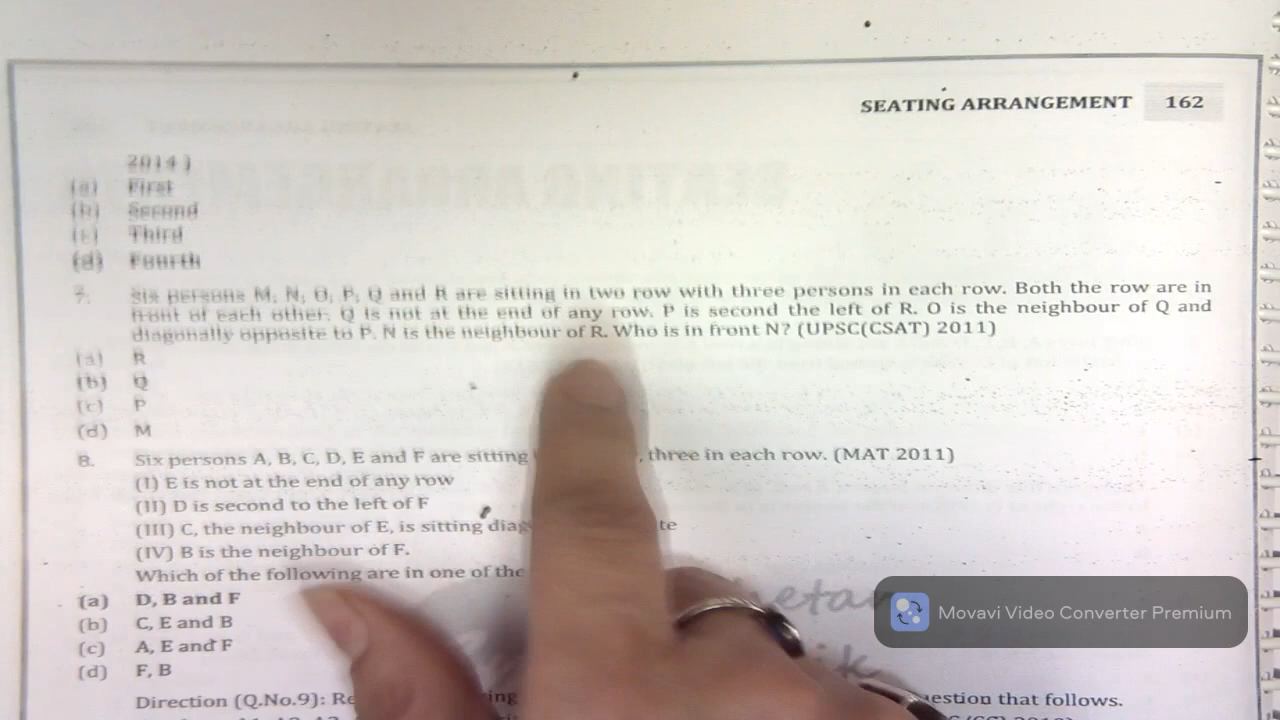 SEATING ARRANGEMENT 162
2014 )
(a) First
(b) Second
(c) Third
(d) Fourth
7. Six persons M, N, O, P, Q and R are sitting in two row with three persons in each row. Both the row are in
front of each other. Q is not at the end of any row. P is second the left of R. O is the neighbour of Q and
diagonally opposite to P. N is the neighbour of R. Who is in front N? (UPSC(CSAT) 2011)
(a) R
(b) Q
(c) P
(d) M
8. Six persons A, B, C, D, E and F are sitting , three in each row. (MAT 2011)
(I) E is not at the end of any row
(II) D is second to the left of F
(III) C, the neighbour of E, is sitting
(IV) B is the neighbour of F.
Which of the following are in one of the
(a) D, B and F
(b) C, E and B
(c) A, E and F
(d) F, B
Direction (Q.No.9): estion that follows.
Movavi Video Converter Premium